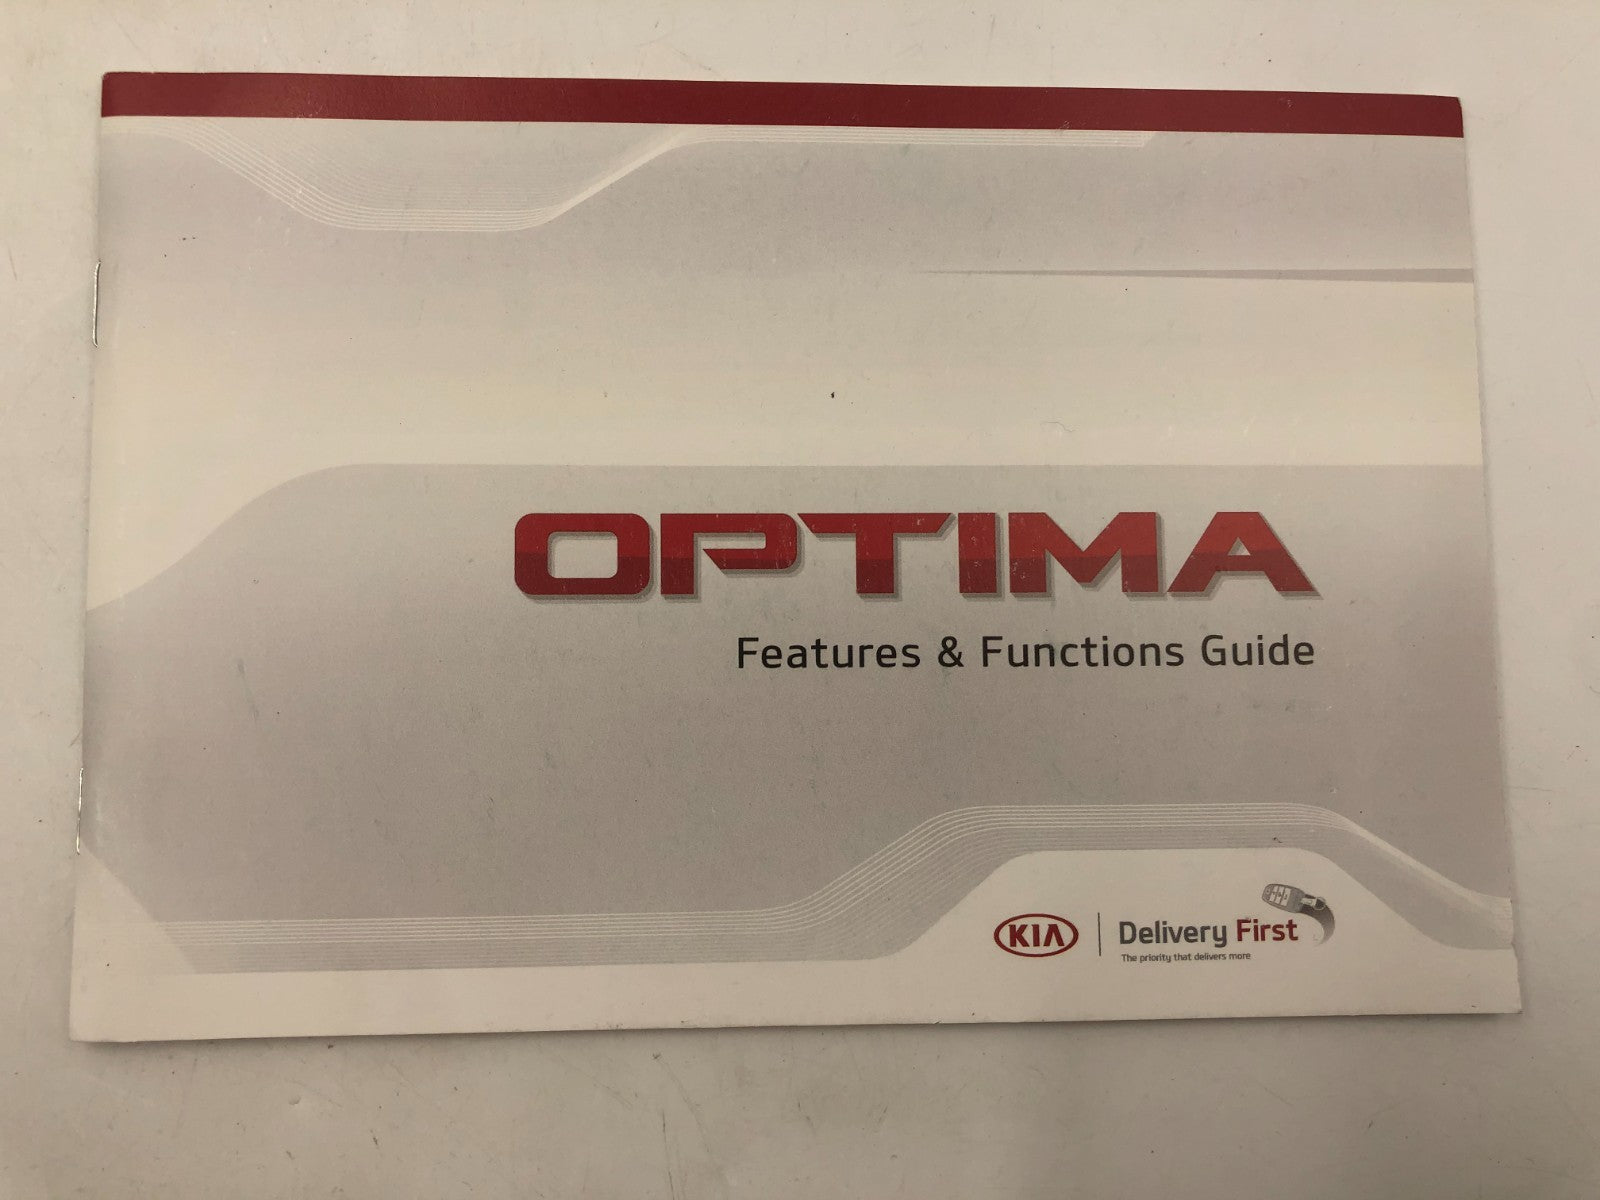 OPTIMA
Features & Functions Guide
KIA
Delivery First
The priority that delivers more